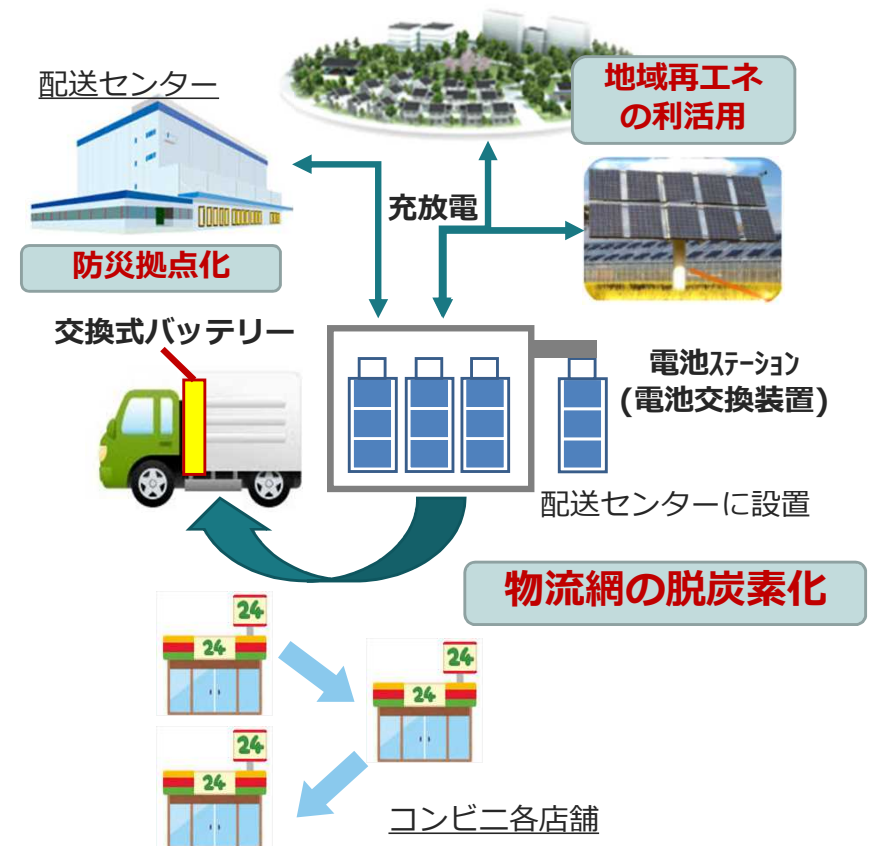 配送センター
地域再エネ
の利活用
充放電
防災拠点化
交換式バッテリー
電池ｽﾃｰｼｮﾝ
(電池交換装置)
配送センターに設置
物流網の脱炭素化
24
24
24
24
24
24
コンビニ各店舗